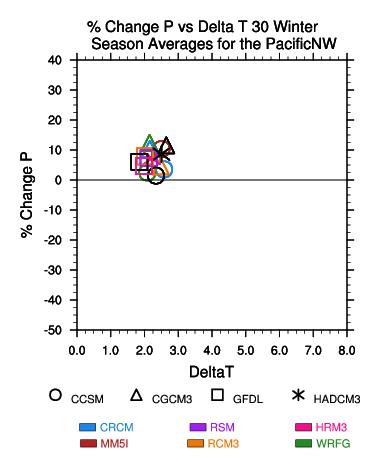 % Change P vs Delta T 30 Winter
Season Averages for the PacificNW
40
30
20
10
0
-10
-20
-30
-40
-50
% Change P
0.0 1.0 2.0 3.0 4.0 5.0 6.0 7.0 8.0
DeltaT
CCSM CGCM3 GFDL HADCM3
CRCM RSM HRM3
MM5I RCM3 WRFG